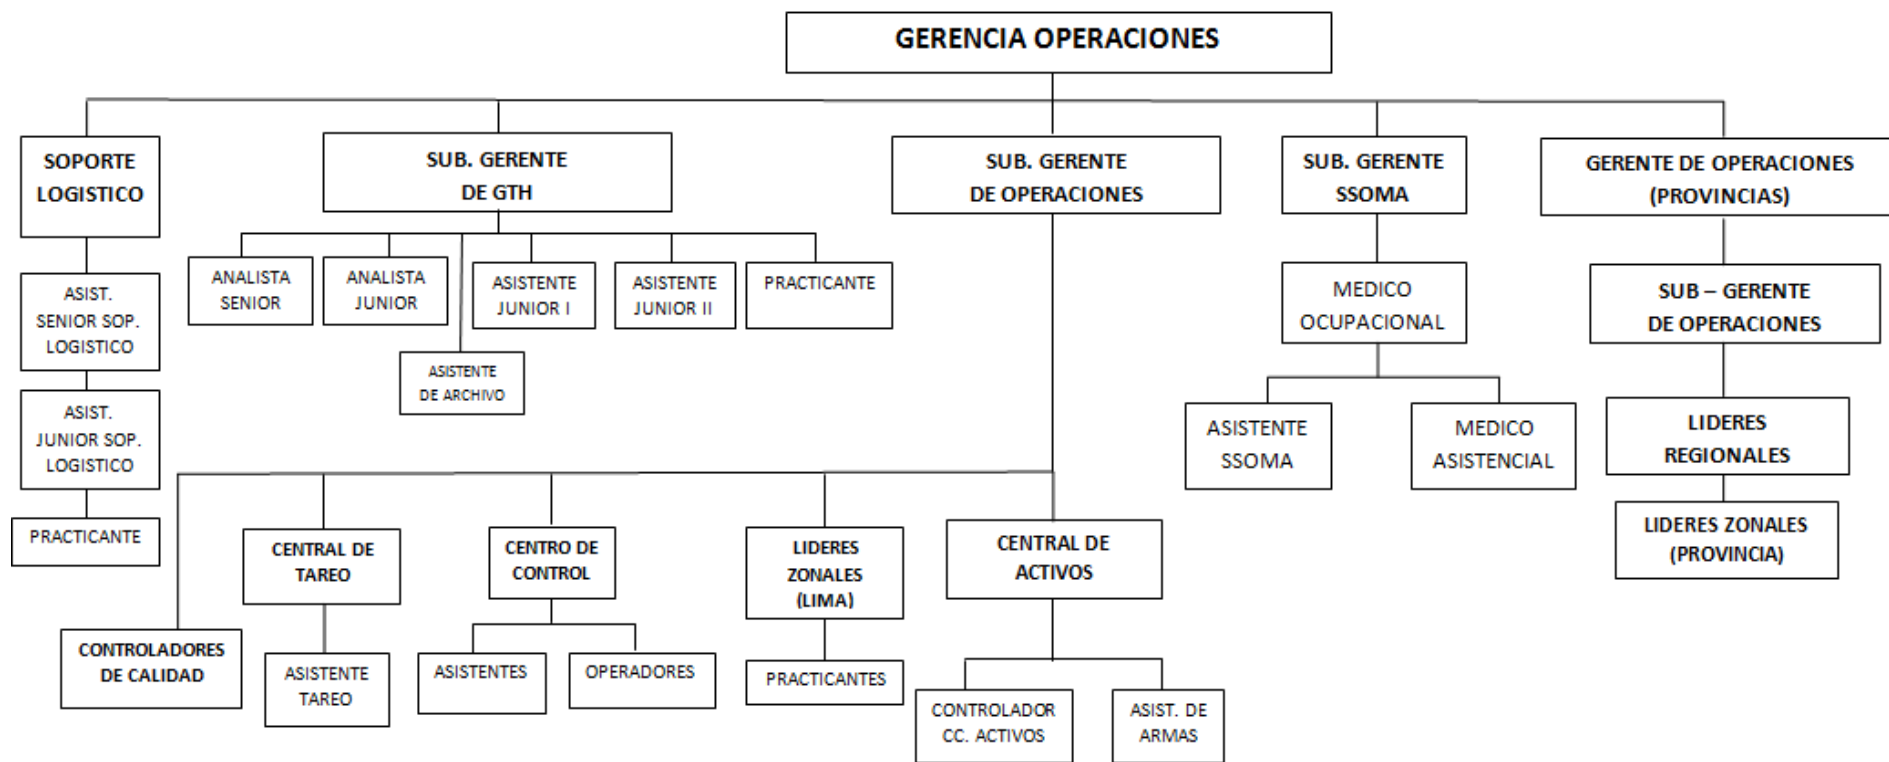 GERENCIA OPERACIONES
SOPORTE
LOGISTICO
SUB. GERENTE
DE GTH
SUB. GERENTE
DE OPERACIONES
SUB. GERENTE
SSOMA
GERENTE DE OPERACIONES
(PROVINCIAS)
ASIST.
SENIOR SOP.
LOGISTICO
ASIST.
JUNIOR SOP.
LOGISTICO
PRACTICANTE
ANALISTA
SENIOR
ANALISTA
JUNIOR
ASISTENTE
JUNIOR I
ASISTENTE
JUNIOR II
PRACTICANTE
ASISTENTE
DE ARCHIVO
MEDICO
OCUPACIONAL
ASISTENTE
SSOMA
MEDICO
ASISTENCIAL
SUB – GERENTE
DE OPERACIONES
LIDERES
REGIONALES
LIDERES ZONALES
(PROVINCIA)
CONTROLADORES
DE CALIDAD
CENTRAL DE
TAREO
ASISTENTE
TAREO
CENTRO DE
CONTROL
ASISTENTES
OPERADORES
LIDERES
ZONALES
(LIMA)
PRACTICANTES
CENTRAL DE
ACTIVOS
CONTROLADOR
CC. ACTIVOS
ASIST. DE
ARMAS